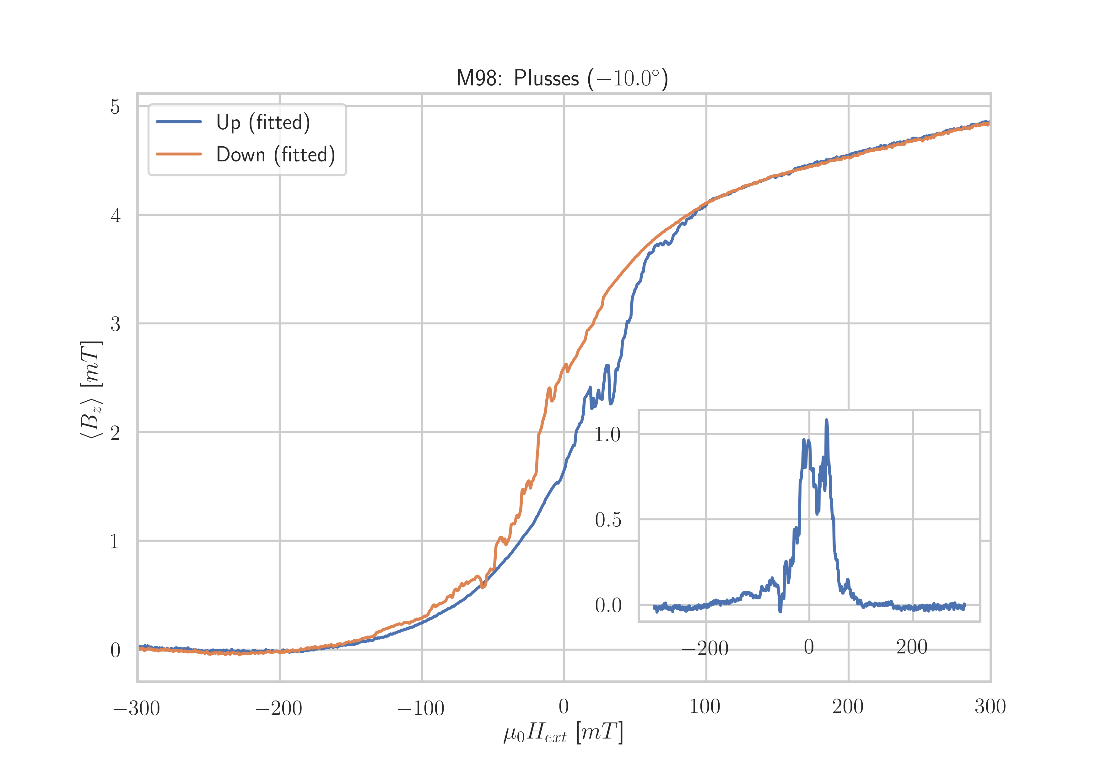 M98: Plusses (−10.0°)
Up (fitted)
Down (fitted)
5
4
3
2
1
0
⟨B_z⟩ [mT]
1.0
0.5
0.0
−200 0 200
−300 −200 −100 0 100 200 300
μ₀H_ext [mT]